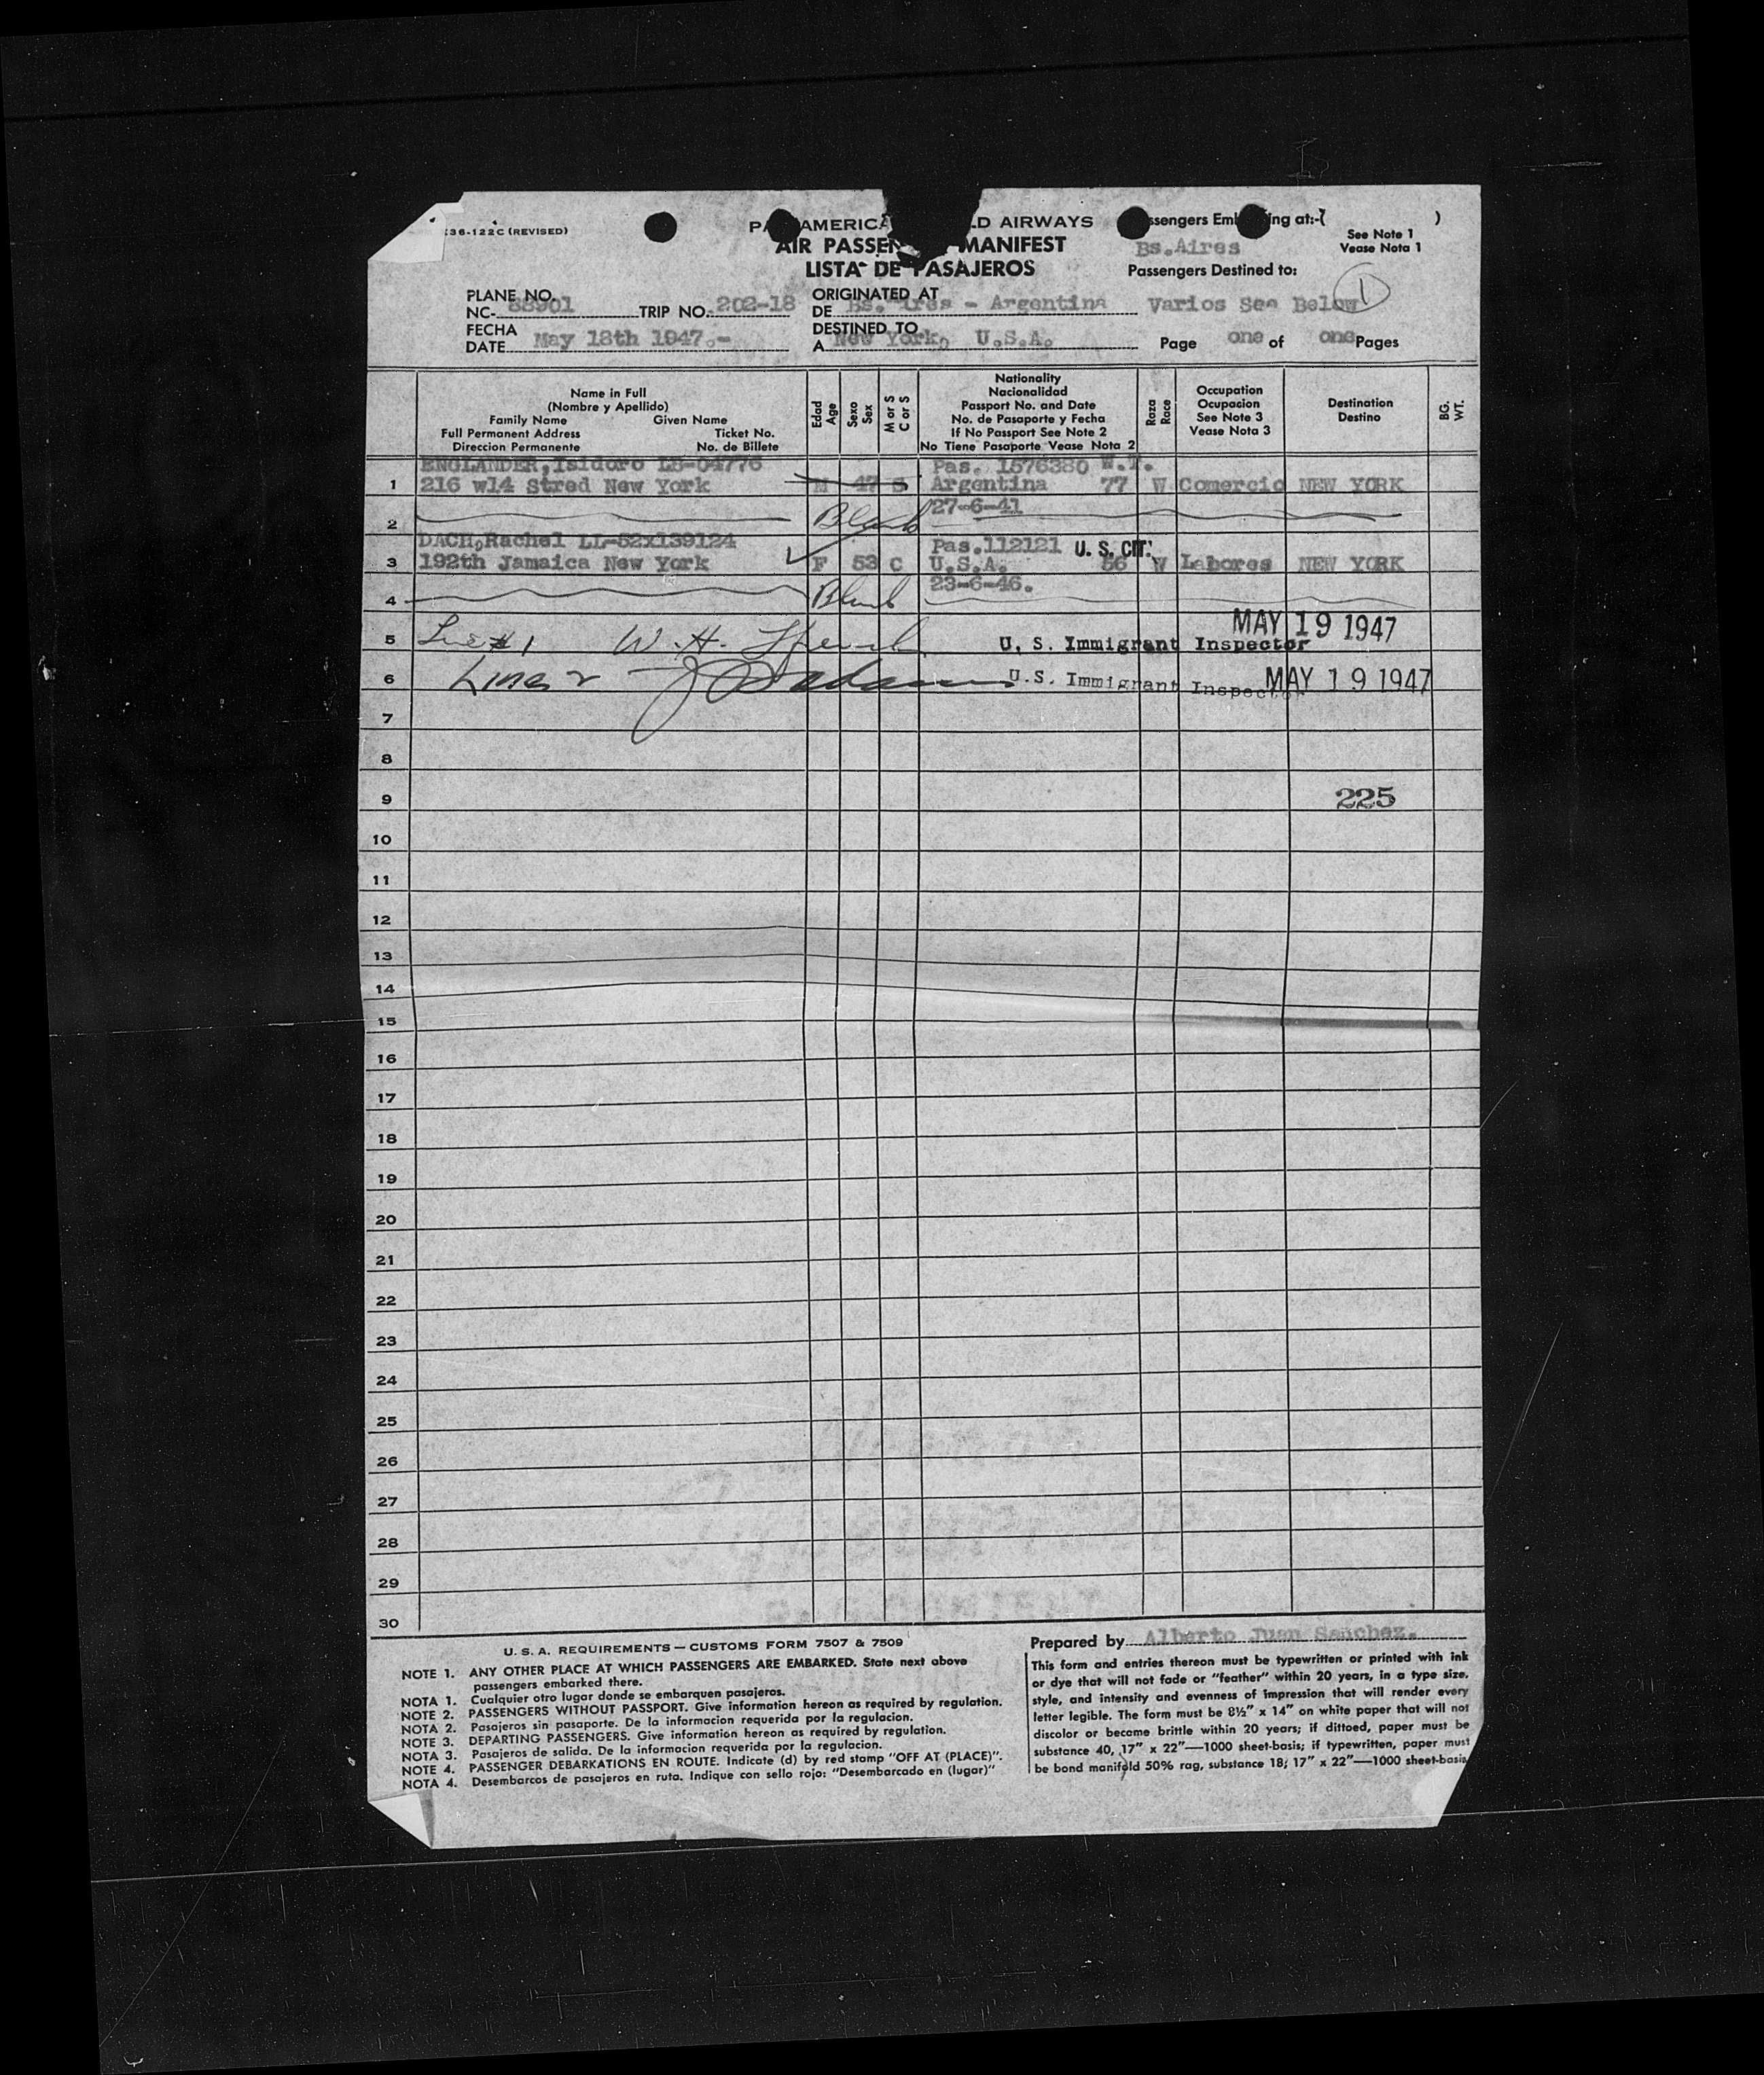 36-122C (REVISED)
AIRWAYS
AIR MANIFEST
LISTA DE PASAJEROS
at:-( )
See Note 1
Vease Nota 1
Bs.Aires
Passengers Destined to:
Varios See Below 1
PLANE NO.
NC- 88901 TRIP NO. 202-18
ORIGINATED AT
DE Bs. - Argentina
FECHA
DATE May 18th 1947.-
DESTINED TO
A New York, U.S.A.
Page one of one Pages
Name in Full
(Nombre y Apellido)
Family Name Given Name
Full Permanent Address Ticket No.
Direccion Permanente No. de Billete
Edad
Age
Sexo
Sex
M or S
C or S
Nationality
Nacionalidad
Passport No. and Date
No. de Pasaporte y Fecha
If No Passport See Note 2
No Tiene Pasaporte Vease Nota 2
Raza
Race
Occupation
Ocupacion
See Note 3
Vease Nota 3
Destination
Destino
BG.
WT.
ENGLANDER, Isidoro LB-04776 Pas. 1576380 W.T.
1 216 w14 Stred New York M 47 S Argentina 77 W Comercio NEW YORK
2 27-6-41
DACH, Rachel LL-52x139124 Pas.112121 U. S. CIT.
3 192th Jamaica New York F 53 C U.S.A. 56 W Labores NEW YORK
4 23-6-46.
5 W. H. U. S. Immigrant Inspector MAY 19 1947
6 U.S. Immigrant MAY 19 1947
7
8
9 225
10
11
12
13
14
15
16
17
18
19
20
21
22
23
24
25
26
27
28
29
30
U. S. A. REQUIREMENTS — CUSTOMS FORM 7507 & 7509
NOTE 1. ANY OTHER PLACE AT WHICH PASSENGERS ARE EMBARKED. State next above
passengers embarked there.
NOTA 1. Cualquier otro lugar donde se embarquen pasajeros.
NOTE 2. PASSENGERS WITHOUT PASSPORT. Give information hereon as required by regulation.
NOTA 2. Pasajeros sin pasaporte. De la informacion requerida por la regulacion.
NOTE 3. DEPARTING PASSENGERS. Give information hereon as required by regulation.
NOTA 3. Pasajeros de salida. De la informacion requerida por la regulacion.
NOTE 4. PASSENGER DEBARKATIONS EN ROUTE. Indicate (d) by red stamp "OFF AT (PLACE)".
NOTA 4. Desembarcos de pasajeros en ruta. Indique con sello rojo: "Desembarcado en (lugar)"
Prepared by Alberto Juan Sanchez.
This form and entries thereon must be typewritten or printed with ink
or dye that will not fade or "feather" within 20 years, in a type size,
style, and intensity and evenness of impression that will render every
letter legible. The form must be 8½" x 14" on white paper that will not
discolor or become brittle within 20 years; if dittoed, paper must be
substance 40, 17" x 22"—1000 sheet-basis; if typewritten, paper must
be bond manifold 50% rag, substance 18; 17" x 22"—1000 sheet-basis